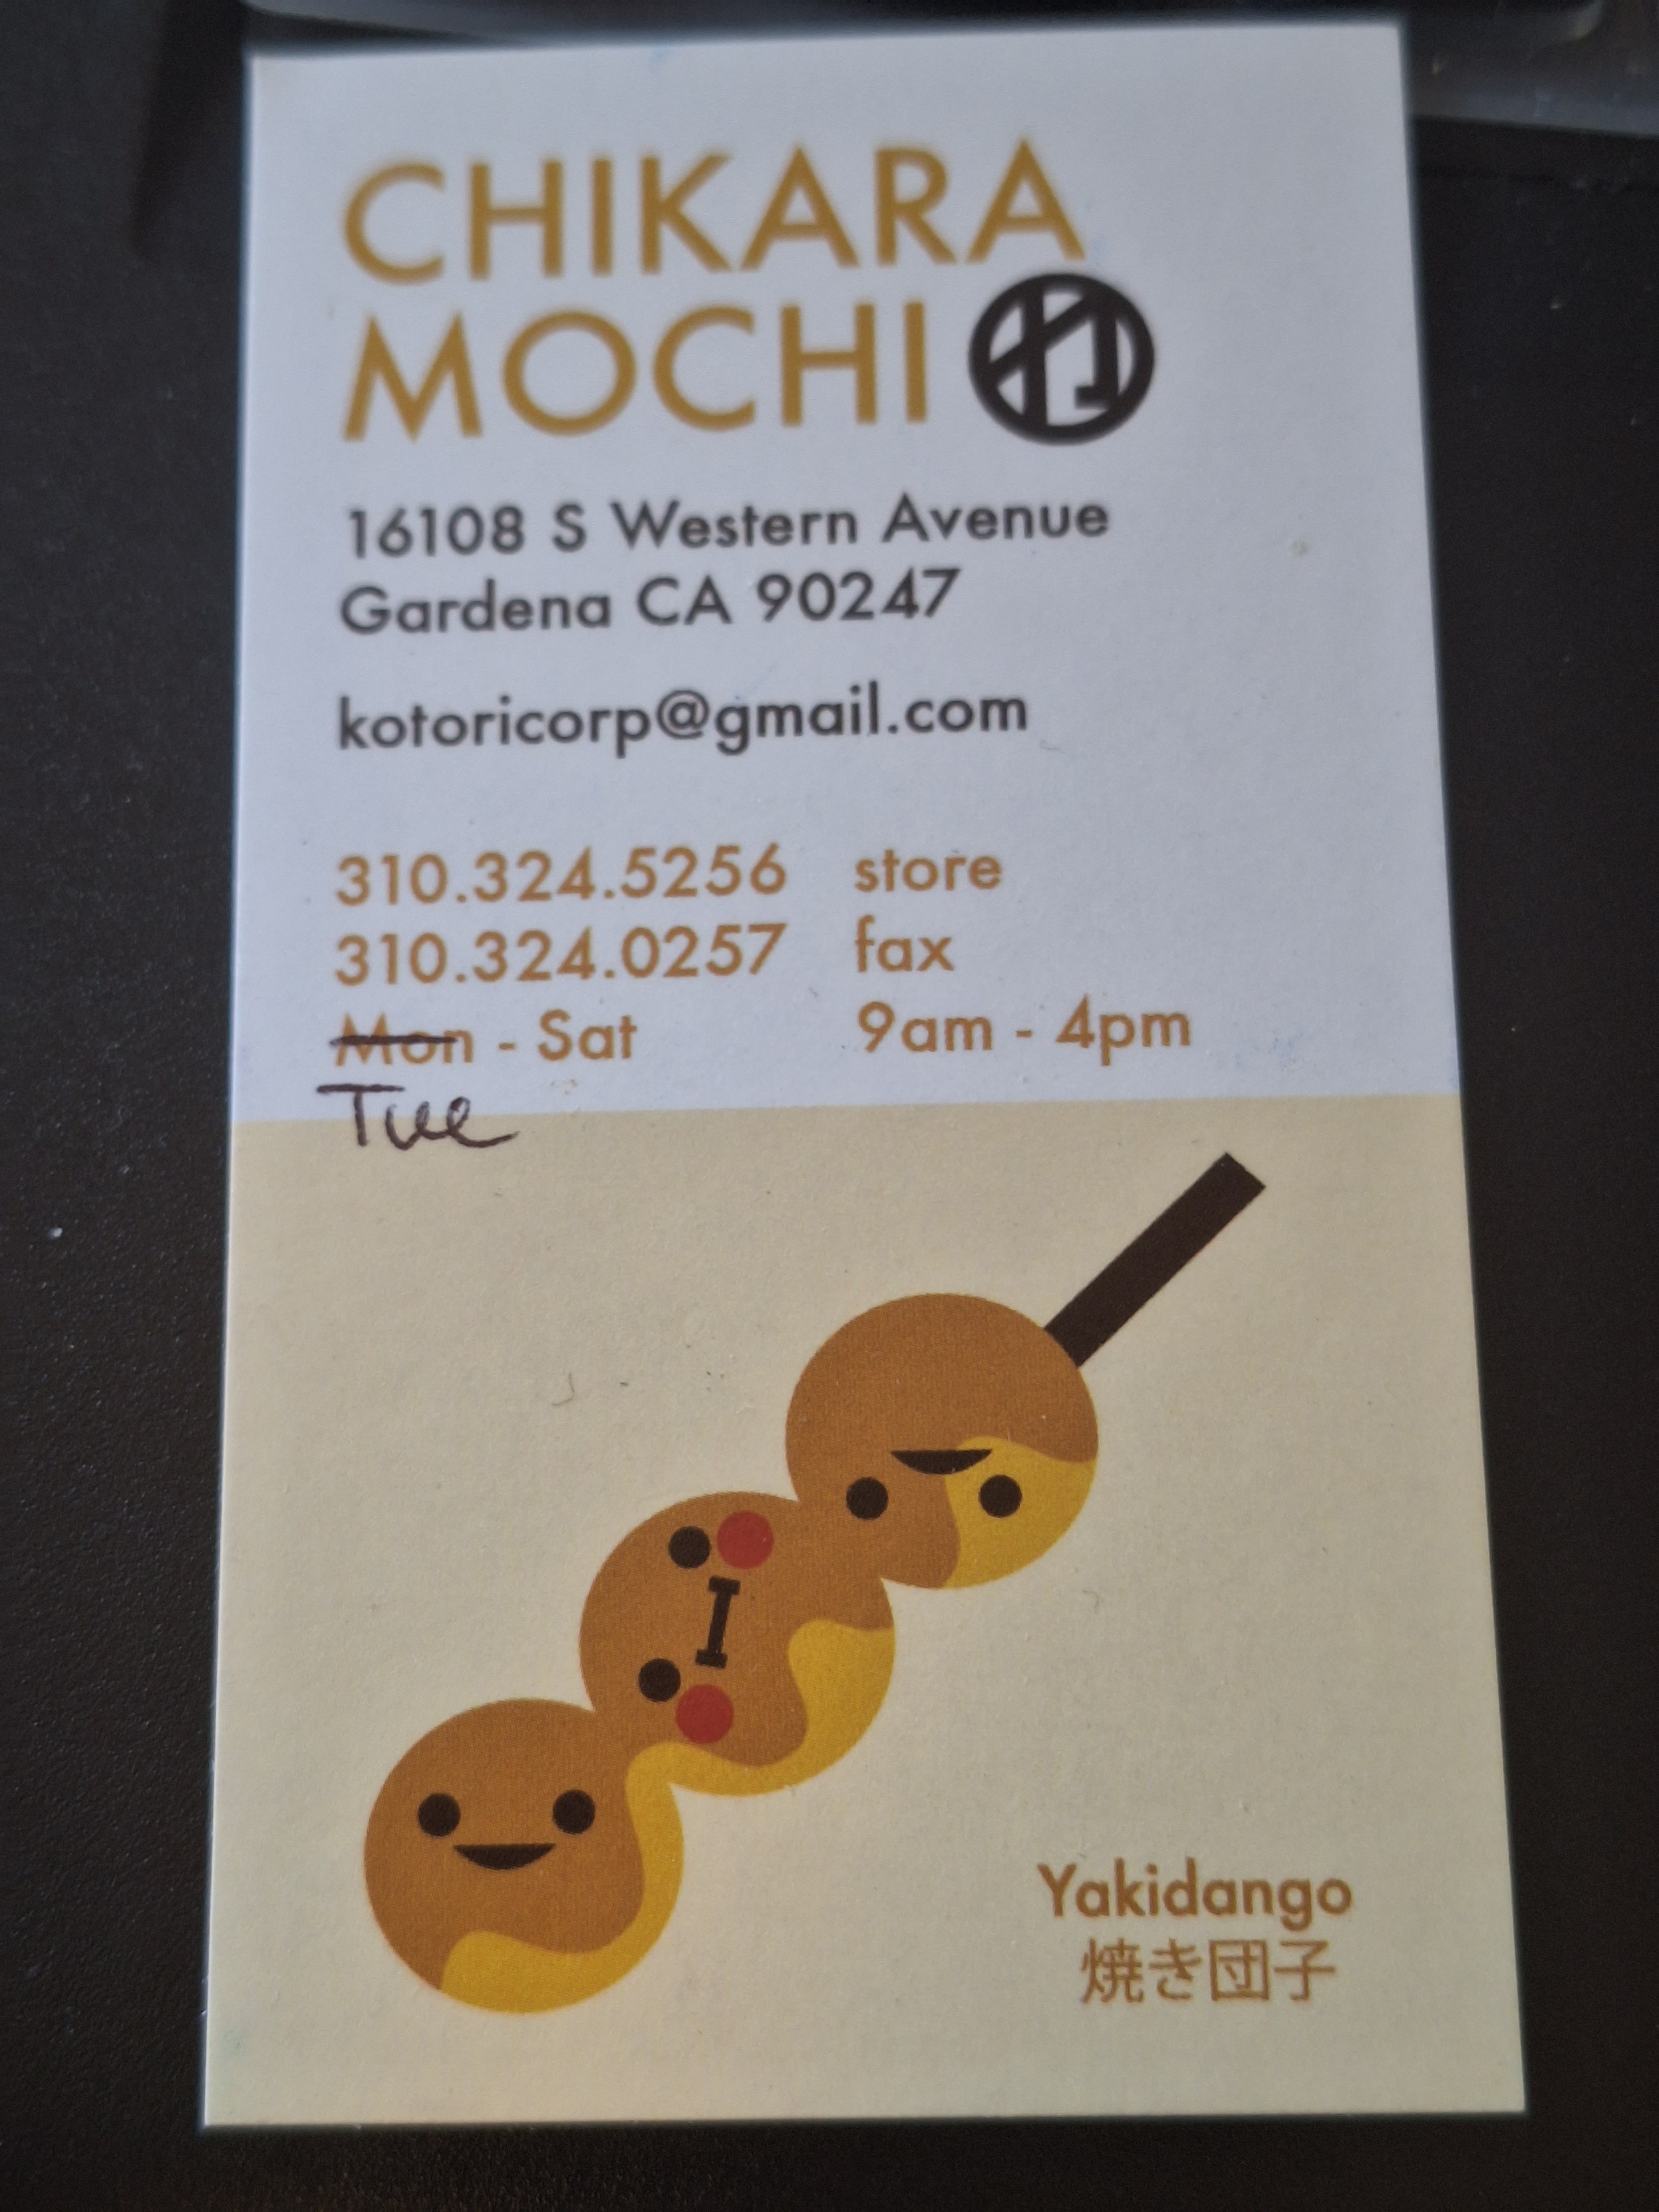 CHIKARA
MOCHI
16108 S Western Avenue
Gardena CA 90247
kotoricorp@gmail.com
310.324.5256 store
310.324.0257 fax
Mon - Sat 9am - 4pm
Tue
Yakidango
焼き団子